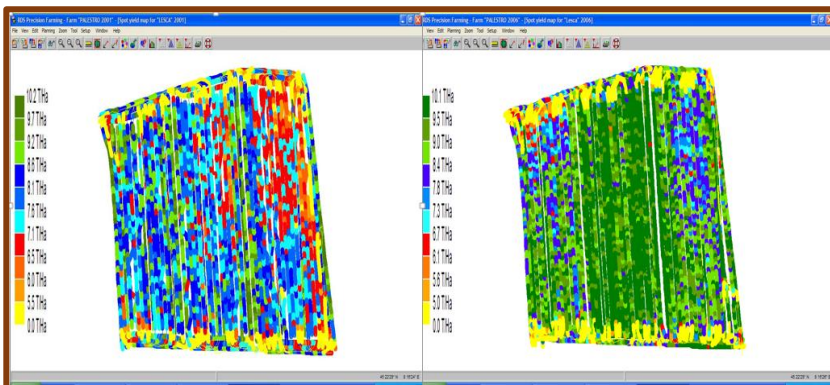 BDS Precision Farming - Farm "PALESTRO 2001" - [Spot yield map for "LESCA" 2001]
File View Edit Planning Zoom Tool Setup Window Help
10.2 T/Ha
9.7 T/Ha
9.2 T/Ha
8.6 T/Ha
8.1 T/Ha
7.6 T/Ha
7.1 T/Ha
6.5 T/Ha
6.0 T/Ha
5.5 T/Ha
0.0 T/Ha
BDS Precision Farming - Farm "PALESTRO 2006" - [Spot yield map for "Lesca" 2006]
File View Edit Planning Zoom Tool Setup Window Help
10.1 T/Ha
9.5 T/Ha
9.0 T/Ha
8.4 T/Ha
7.8 T/Ha
7.3 T/Ha
6.7 T/Ha
6.1 T/Ha
5.6 T/Ha
5.0 T/Ha
0.0 T/Ha